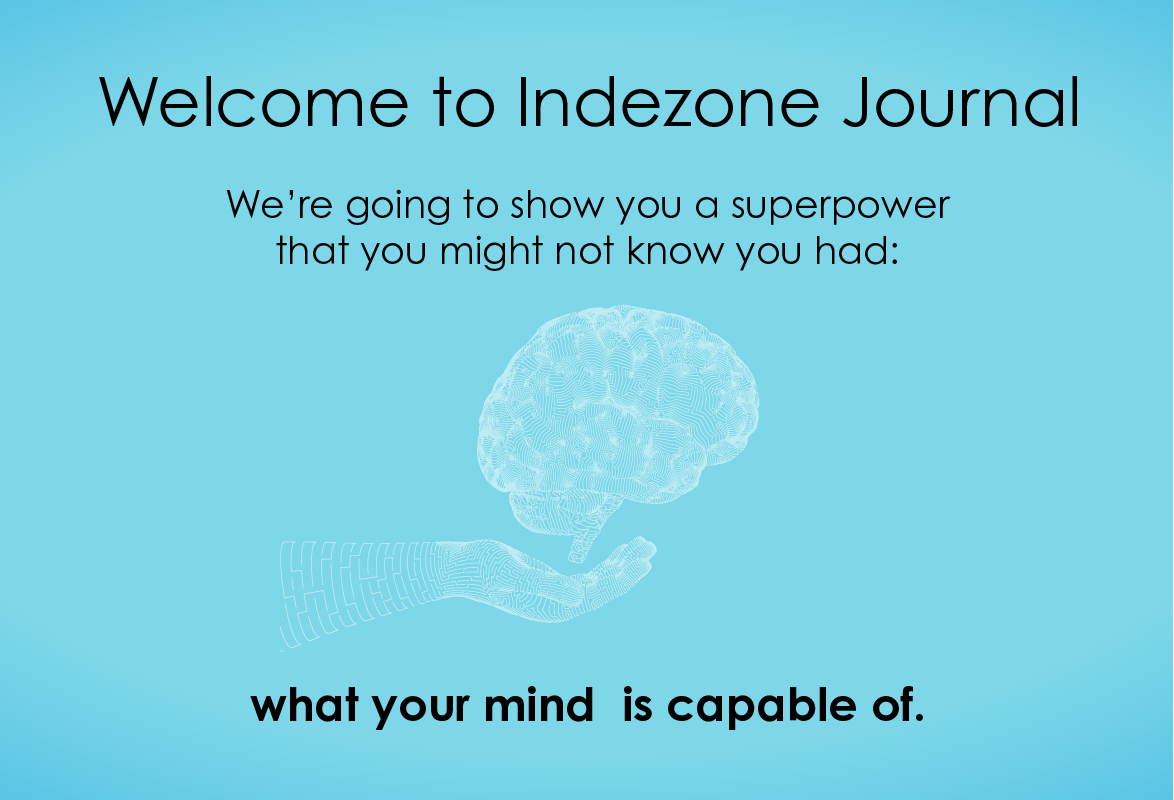 Welcome to Indezone Journal
We’re going to show you a superpower
that you might not know you had:
what your mind  is capable of.